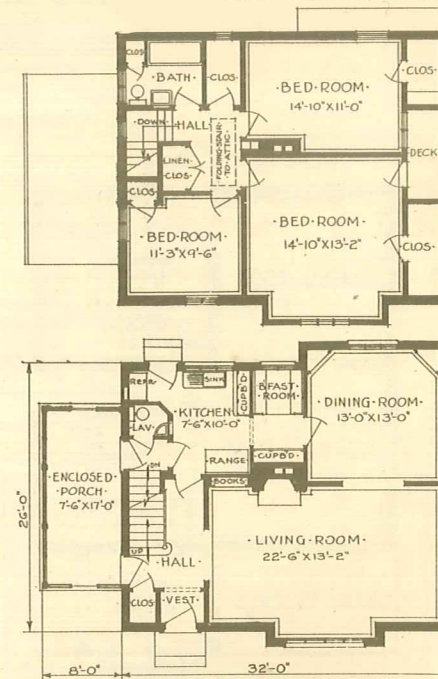 CLOS
BATH
CLOS·
·BED·ROOM·
14'-10"X11'-0"
·CLOS·
DOWN
HALL
LINEN
CLOS·
FOLDING·STAIR
TO·ATTIC
DECK
CLOS
·BED·ROOM·
11'-3"X9'-6"
·BED·ROOM·
14'-10"X13'-2"
·CLOS·
REFR.
SINK
CUPB'D
B'FAST
ROOM
·DINING·ROOM·
13'-0"X13'-0"
LAV.
KITCHEN
7'-6"X10'-0"
DN
RANGE
CUPB'D
BOOKS
·ENCLOSED·
PORCH·
7'-6"X17'-0"
26'-0"
UP
·HALL·
·LIVING·ROOM·
22'-6"X13'-2"
CLOS
·VEST·
8'-0"
32'-0"